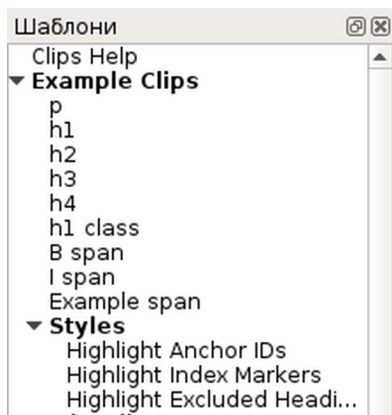 Шаблони
Clips Help
Example Clips
p
h1
h2
h3
h4
h1 class
B span
I span
Example span
Styles
Highlight Anchor IDs
Highlight Index Markers
Highlight Excluded Headi...